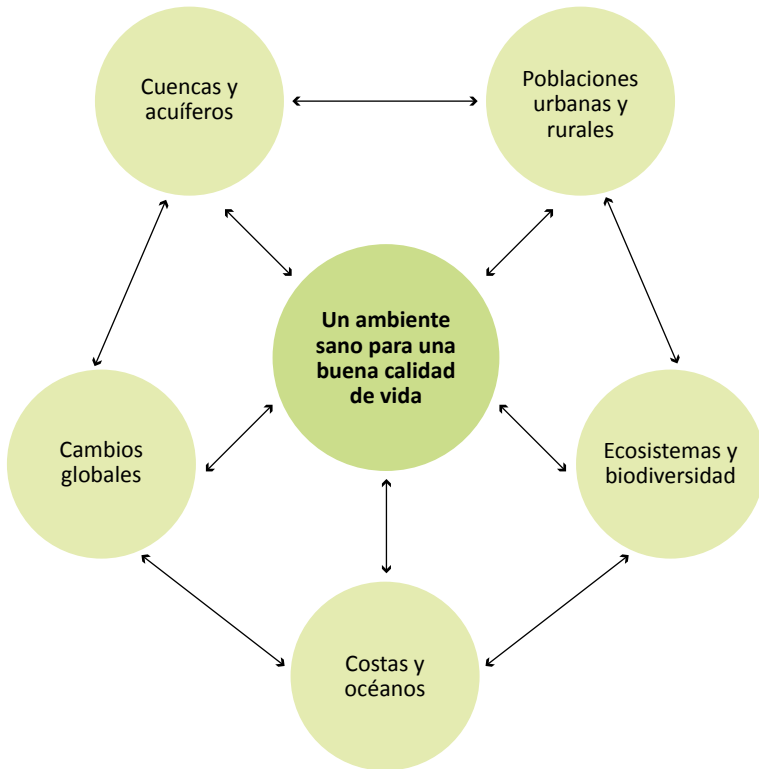 Cuencas y
acuíferos
Poblaciones
urbanas y
rurales
Un ambiente
sano para una
buena calidad
de vida
Cambios
globales
Ecosistemas y
biodiversidad
Costas y
océanos